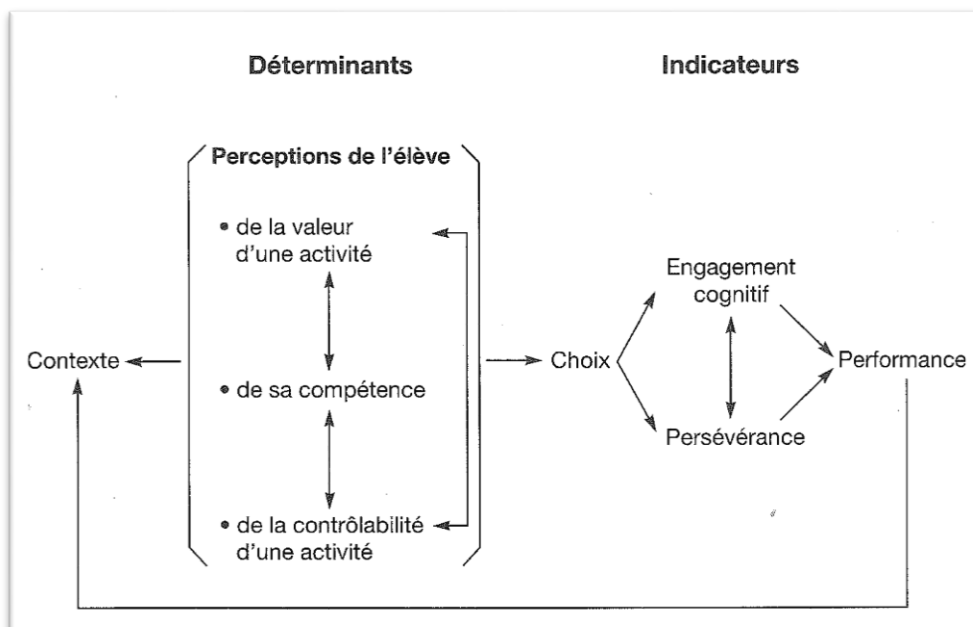 Déterminants
Indicateurs
Perceptions de l'élève
• de la valeur
d'une activité
Engagement
cognitif
Contexte
Choix
Performance
• de sa compétence
Persévérance
• de la contrôlabilité
d'une activité